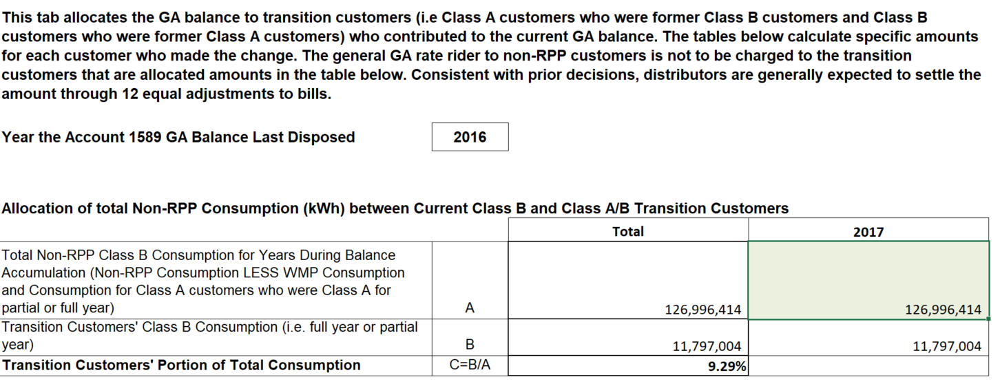 This tab allocates the GA balance to transition customers (i.e Class A customers who were former Class B customers and Class B
customers who were former Class A customers) who contributed to the current GA balance. The tables below calculate specific amounts
for each customer who made the change. The general GA rate rider to non-RPP customers is not to be charged to the transition
customers that are allocated amounts in the table below. Consistent with prior decisions, distributors are generally expected to settle the
amount through 12 equal adjustments to bills.
Year the Account 1589 GA Balance Last Disposed 2016
Allocation of total Non-RPP Consumption (kWh) between Current Class B and Class A/B Transition Customers
Total 2017
Total Non-RPP Class B Consumption for Years During Balance
Accumulation (Non-RPP Consumption LESS WMP Consumption
and Consumption for Class A customers who were Class A for
partial or full year) A 126,996,414 126,996,414
Transition Customers' Class B Consumption (i.e. full year or partial
year) B 11,797,004 11,797,004
Transition Customers' Portion of Total Consumption C=B/A 9.29%